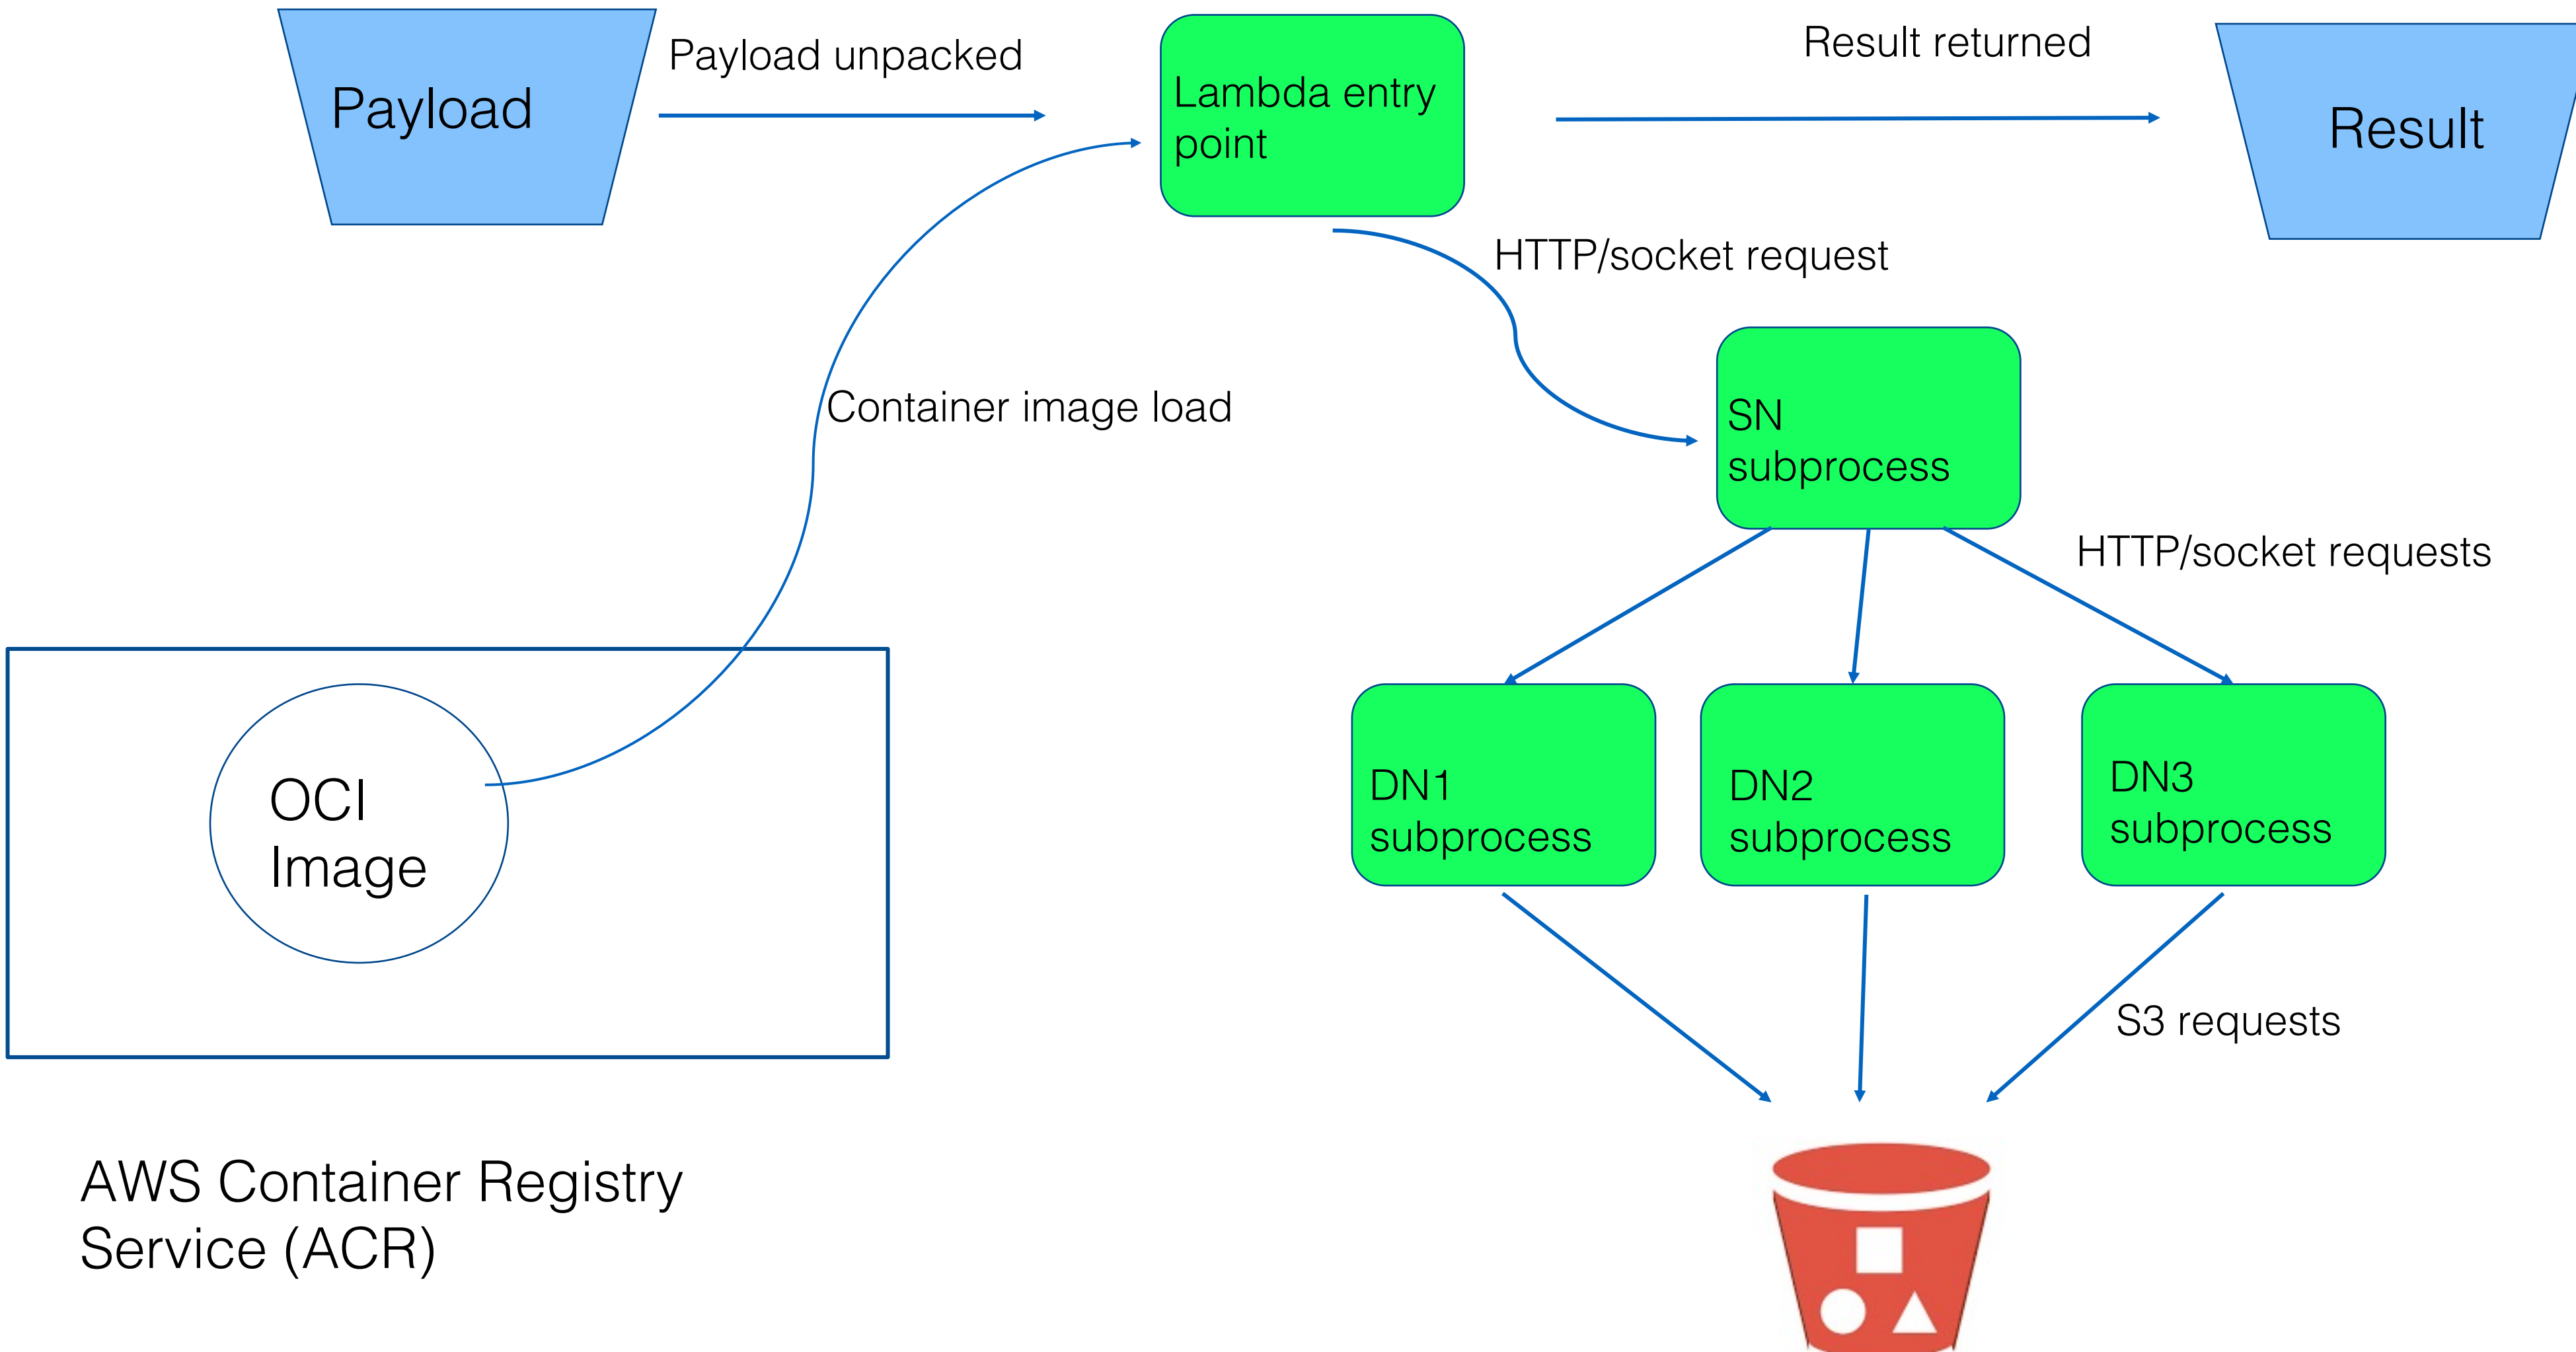 Payload
Payload unpacked
Lambda entry
point
Result returned
Result
HTTP/socket request
Container image load
SN
subprocess
HTTP/socket requests
OCI
Image
DN1
subprocess
DN2
subprocess
DN3
subprocess
S3 requests
AWS Container Registry
Service (ACR)